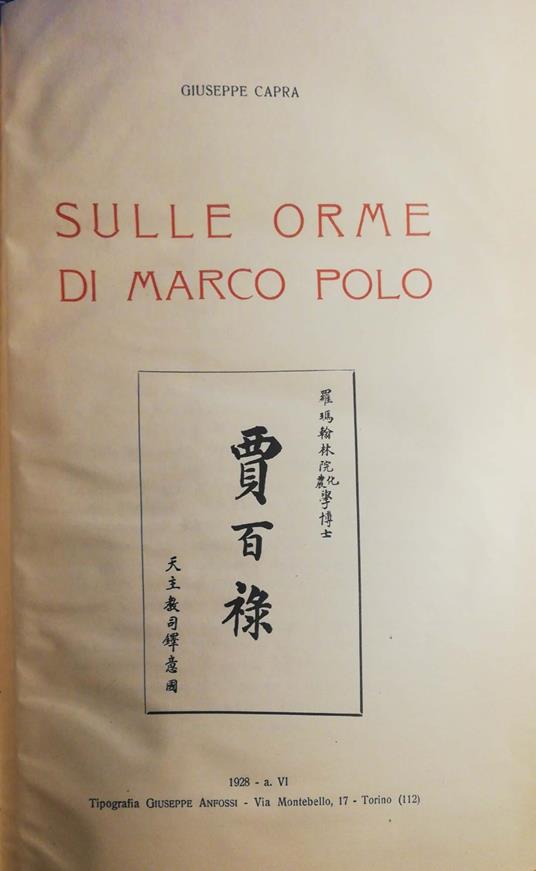 GIUSEPPE CAPRA
SULLE ORME
DI MARCO POLO
羅瑪翰林院農化學博士
賈百祿
天主教司鐸意國
1928 - a. VI
Tipografia GIUSEPPE ANFOSSI - Via Montebello, 17 - Torino (112)